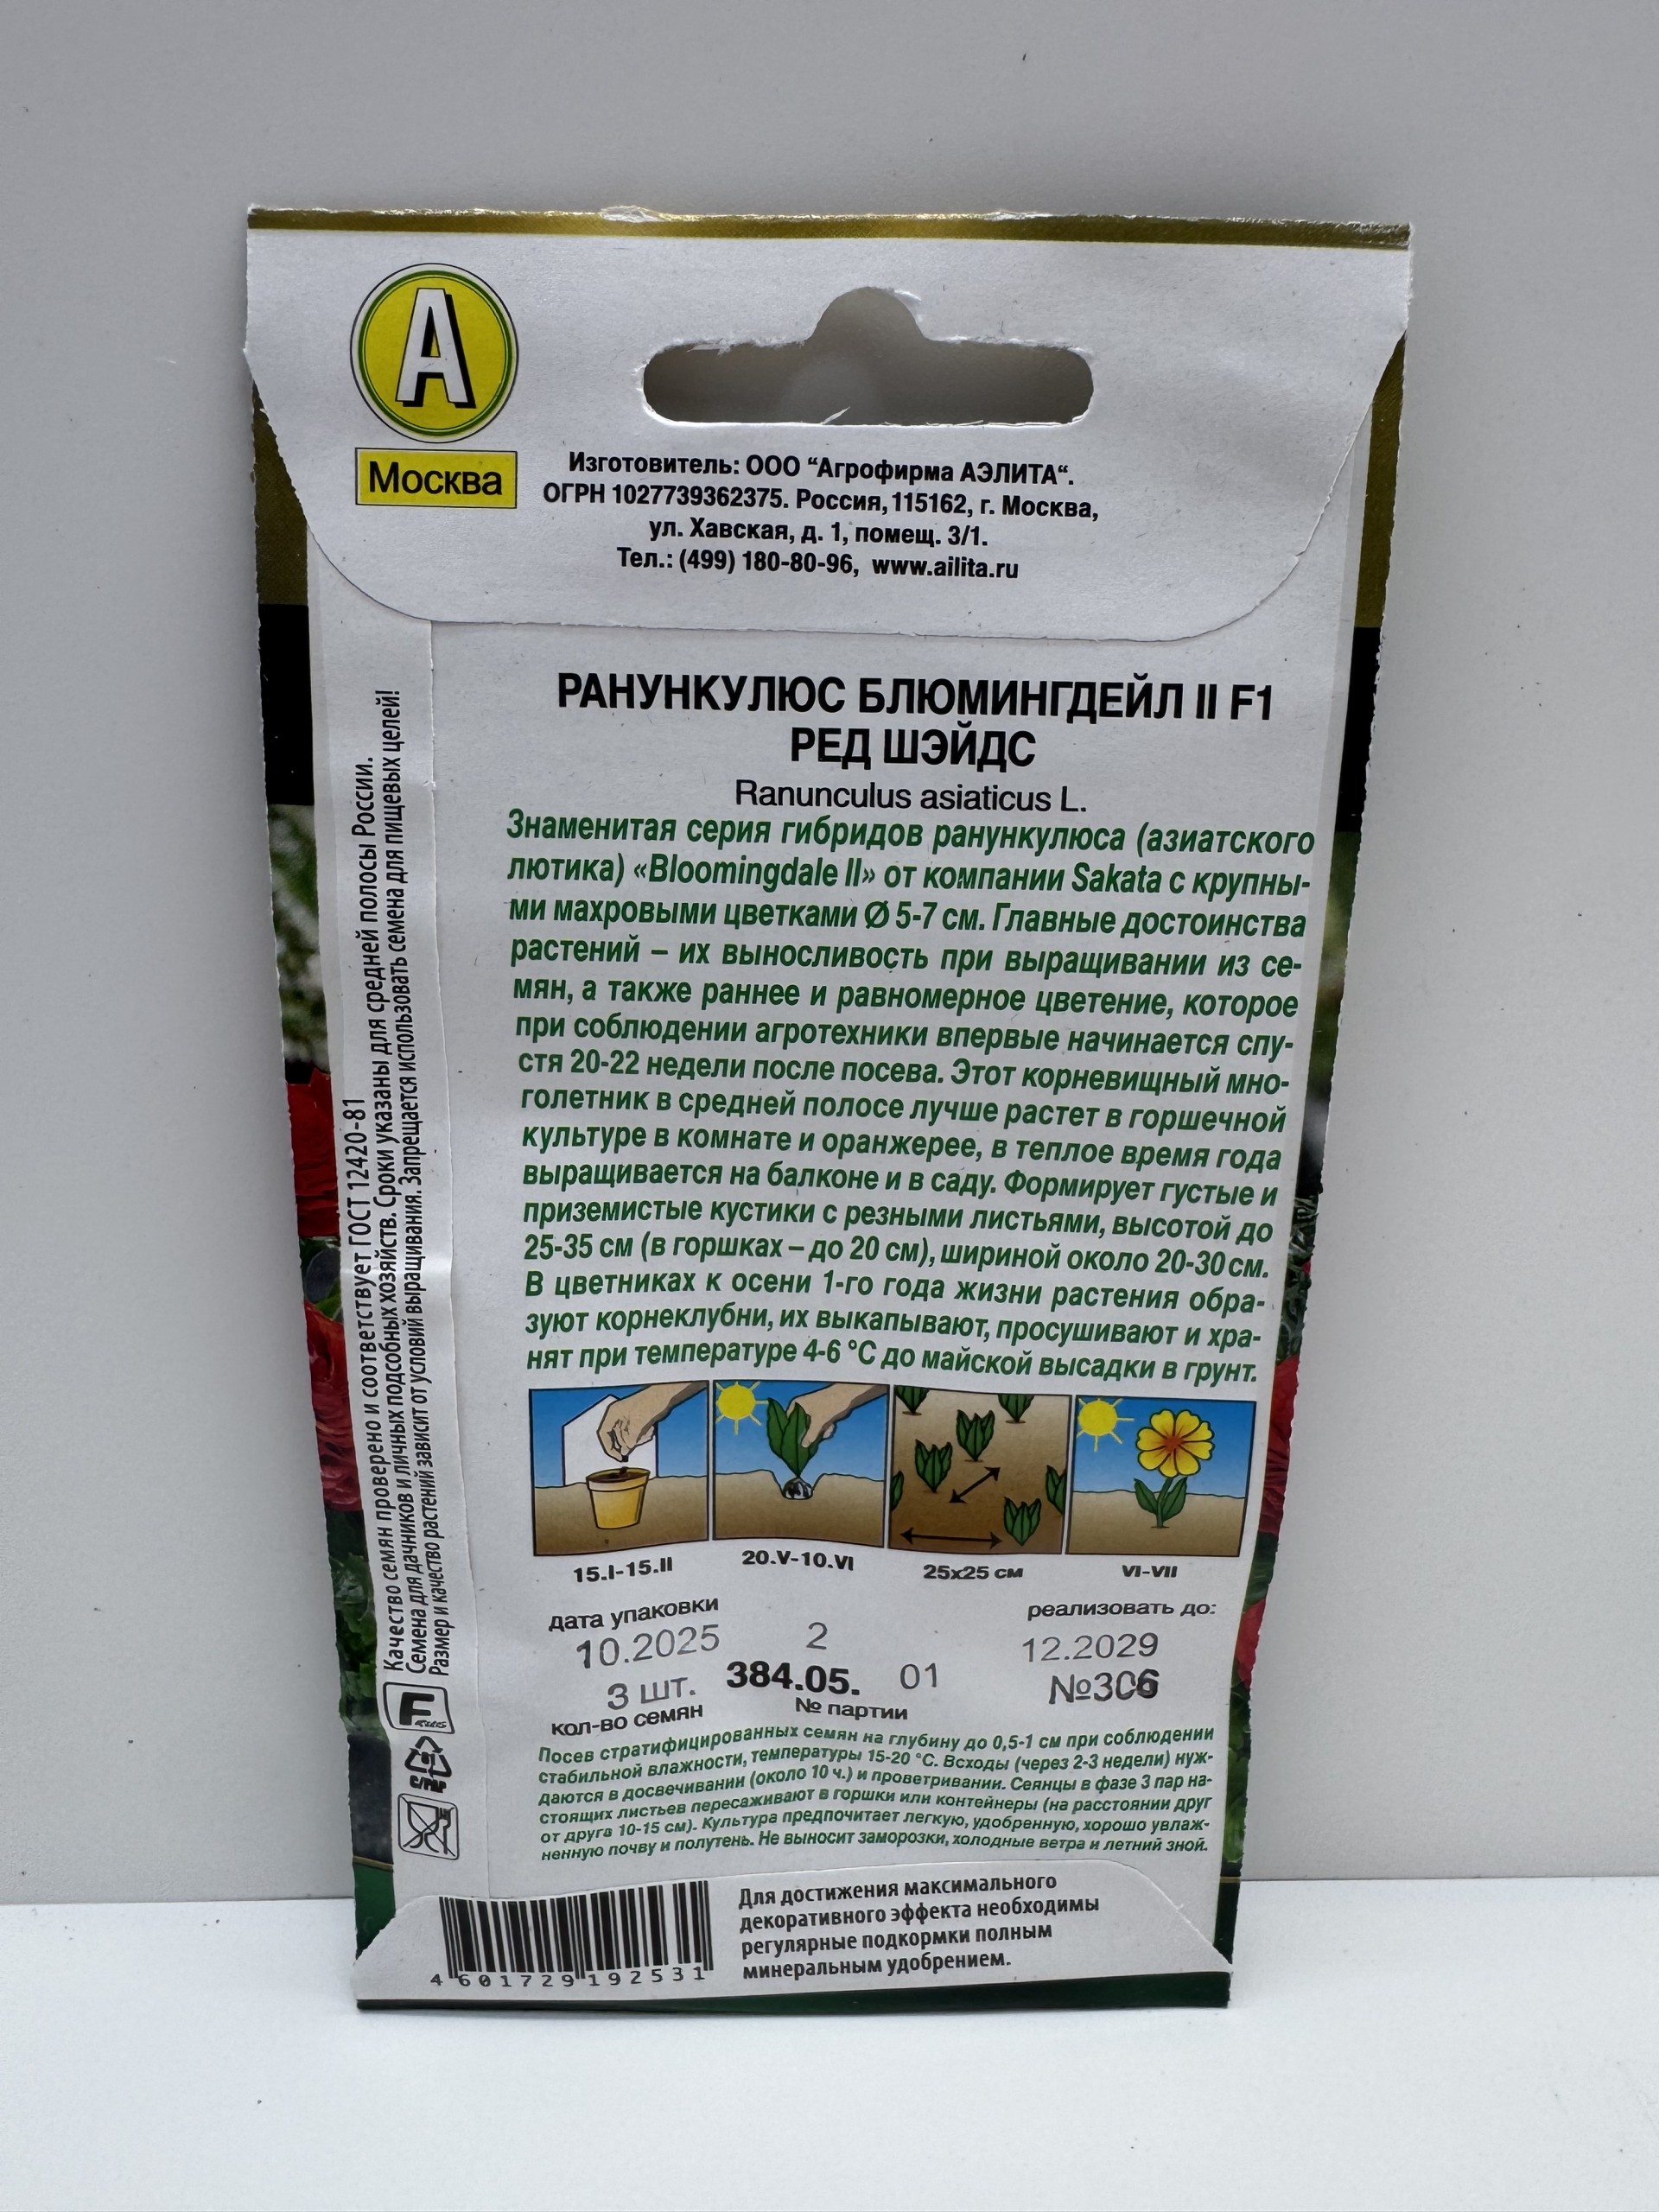 А
Москва
Изготовитель: ООО “Агрофирма АЭЛИТА“.
ОГРН 1027739362375. Россия, 115162, г. Москва,
ул. Хавская, д. 1, помещ. 3/1.
Тел.: (499) 180-80-96, www.ailita.ru
РАНУНКУЛЮС БЛЮМИНГДЕЙЛ II F1
РЕД ШЭЙДС
Ranunculus asiaticus L.
Знаменитая серия гибридов ранункулюса (азиатского
лютика) «Bloomingdale II» от компании Sakata с крупны-
ми махровыми цветками Ø 5-7 см. Главные достоинства
растений – их выносливость при выращивании из се-
мян, а также раннее и равномерное цветение, которое
при соблюдении агротехники впервые начинается спу-
стя 20-22 недели после посева. Этот корневищный мно-
голетник в средней полосе лучше растет в горшечной
культуре в комнате и оранжерее, в теплое время года
выращивается на балконе и в саду. Формирует густые и
приземистые кустики с резными листьями, высотой до
25-35 см (в горшках – до 20 см), шириной около 20-30 см.
В цветниках к осени 1-го года жизни растения обра-
зуют корнеклубни, их выкапывают, просушивают и хра-
нят при температуре 4-6 °С до майской высадки в грунт.
15.I-15.II
20.V-10.VI
25х25 см
VI-VII
дата упаковки
реализовать до:
10.2025
2
12.2029
3 шт.
384.05.
01
№306
кол-во семян
№ партии
Посев стратифицированных семян на глубину до 0,5-1 см при соблюдении
стабильной влажности, температуры 15-20 °С. Всходы (через 2-3 недели) нуж-
даются в досвечивании (около 10 ч.) и проветривании. Сеянцы в фазе 3 пар на-
стоящих листьев пересаживают в горшки или контейнеры (на расстоянии друг
от друга 10-15 см). Культура предпочитает легкую, удобренную, хорошо увлаж-
ненную почву и полутень. Не выносит заморозки, холодные ветра и летний зной.
Для достижения максимального
декоративного эффекта необходимы
регулярные подкормки полным
минеральным удобрением.
4 601729 192531
Качество семян проверено и соответствует ГОСТ 12420-81
Семена для дачников и личных подсобных хозяйств. Сроки указаны для средней полосы России.
Размер и качество растений зависит от условий выращивания. Запрещается использовать семена для пищевых целей!
F